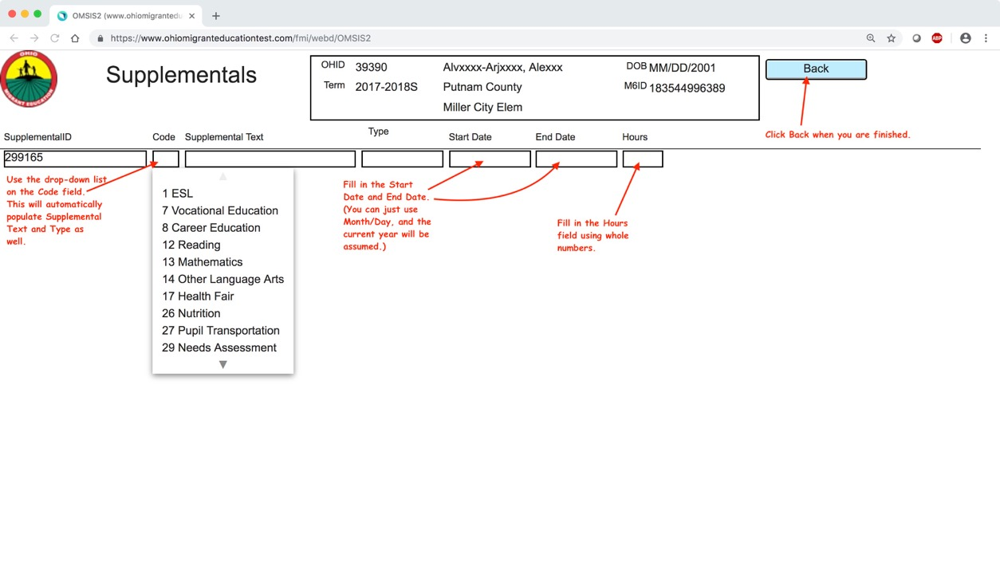 OMSIS2 (www.ohiomigrantedu
https://www.ohiomigranteducationtest.com/fmi/webd/OMSIS2
ABP
OHIO
MIGRANT EDUCATION
Supplementals
OHID 39390 Alvxxxx-Arjxxxx, Alexxx DOB MM/DD/2001
Term 2017-2018S Putnam County M6ID 183544996389
Miller City Elem
Back
Click Back when you are finished.
SupplementalID Code Supplemental Text Type Start Date End Date Hours
299165
Use the drop-down list
on the Code field.
This will automatically
populate Supplemental
Text and Type as
well.
1 ESL
7 Vocational Education
8 Career Education
12 Reading
13 Mathematics
14 Other Language Arts
17 Health Fair
26 Nutrition
27 Pupil Transportation
29 Needs Assessment
Fill in the Start
Date and End Date.
(You can just use
Month/Day, and the
current year will be
assumed.)
Fill in the Hours
field using whole
numbers.